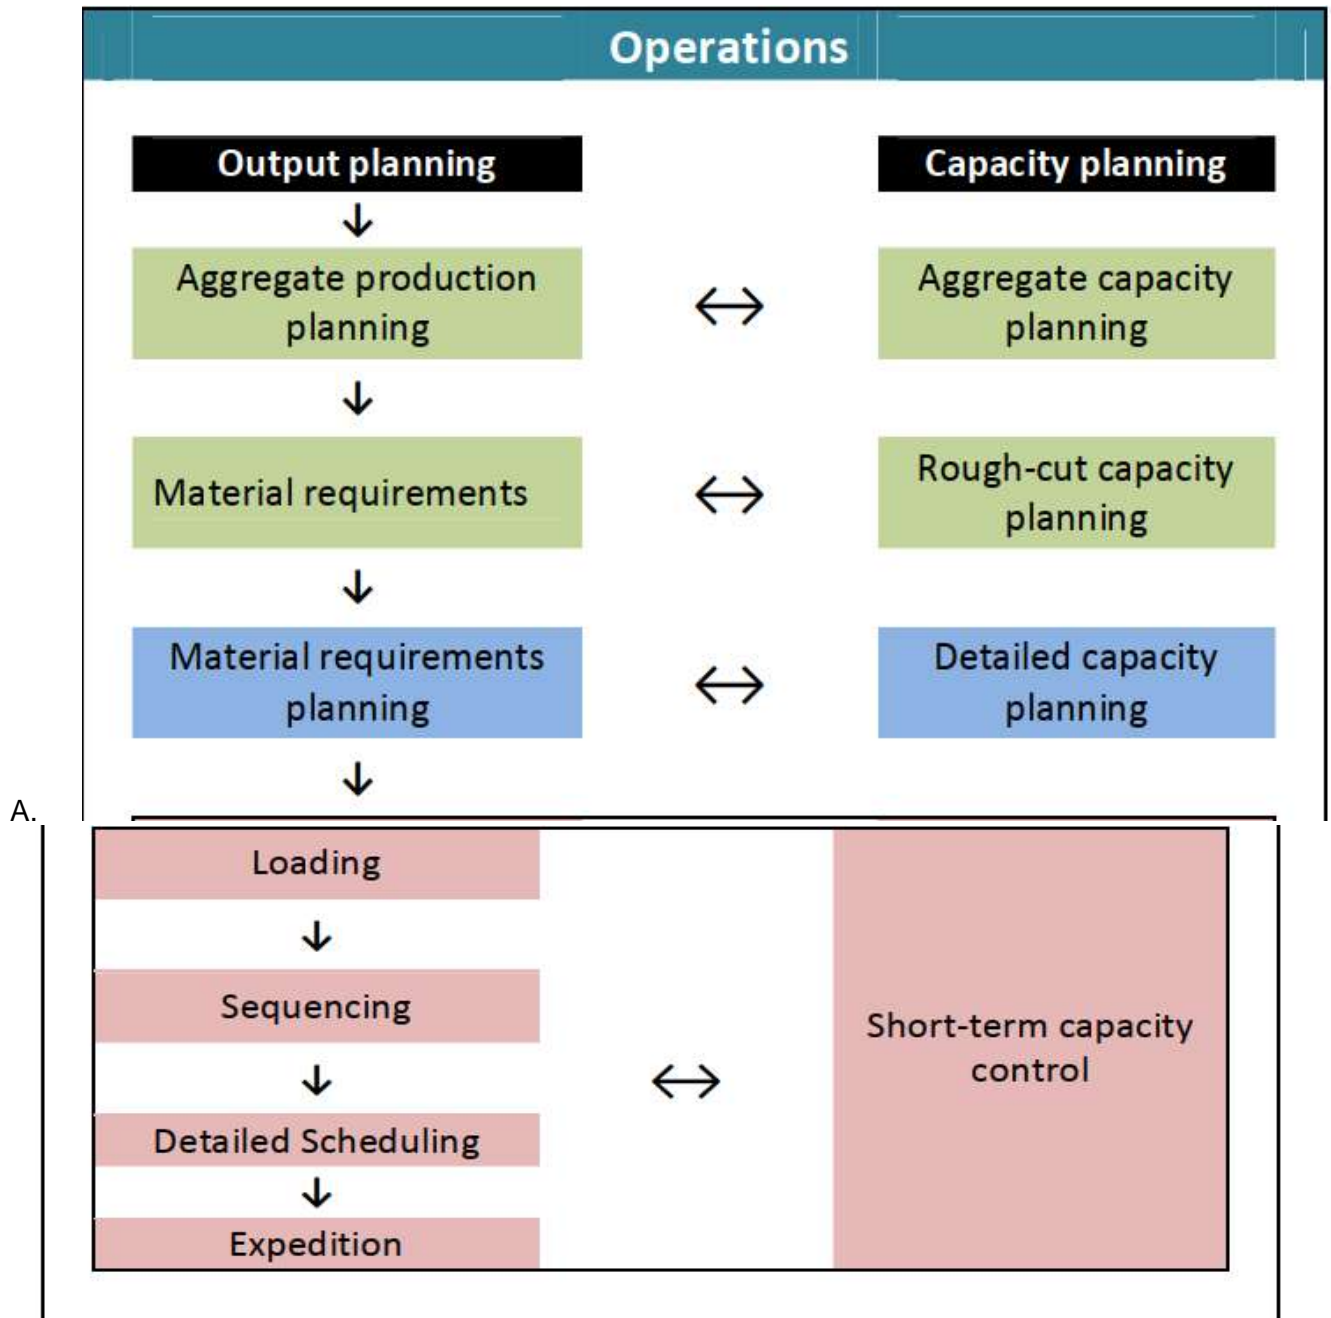 Operations
Output planning
Capacity planning
↓
Aggregate production
planning
↔
Aggregate capacity
planning
↓
Material requirements
↔
Rough-cut capacity
planning
↓
Material requirements
planning
↔
Detailed capacity
planning
↓
A.
Loading
↓
Sequencing
↓
Detailed Scheduling
↓
Expedition
↔
Short-term capacity
control